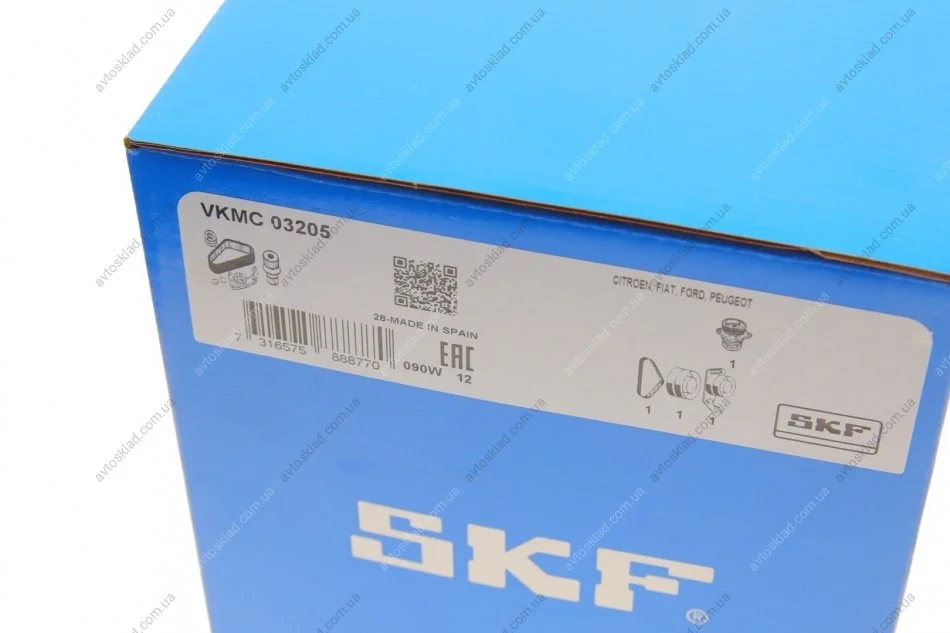 VKMC 03205
CITROEN, FIAT, FORD, PEUGEOT
28-MADE IN SPAIN
7 316575 888770
090W
EAC
12
1
1 1 1
SKF
SKF®
avtosklad.com.ua